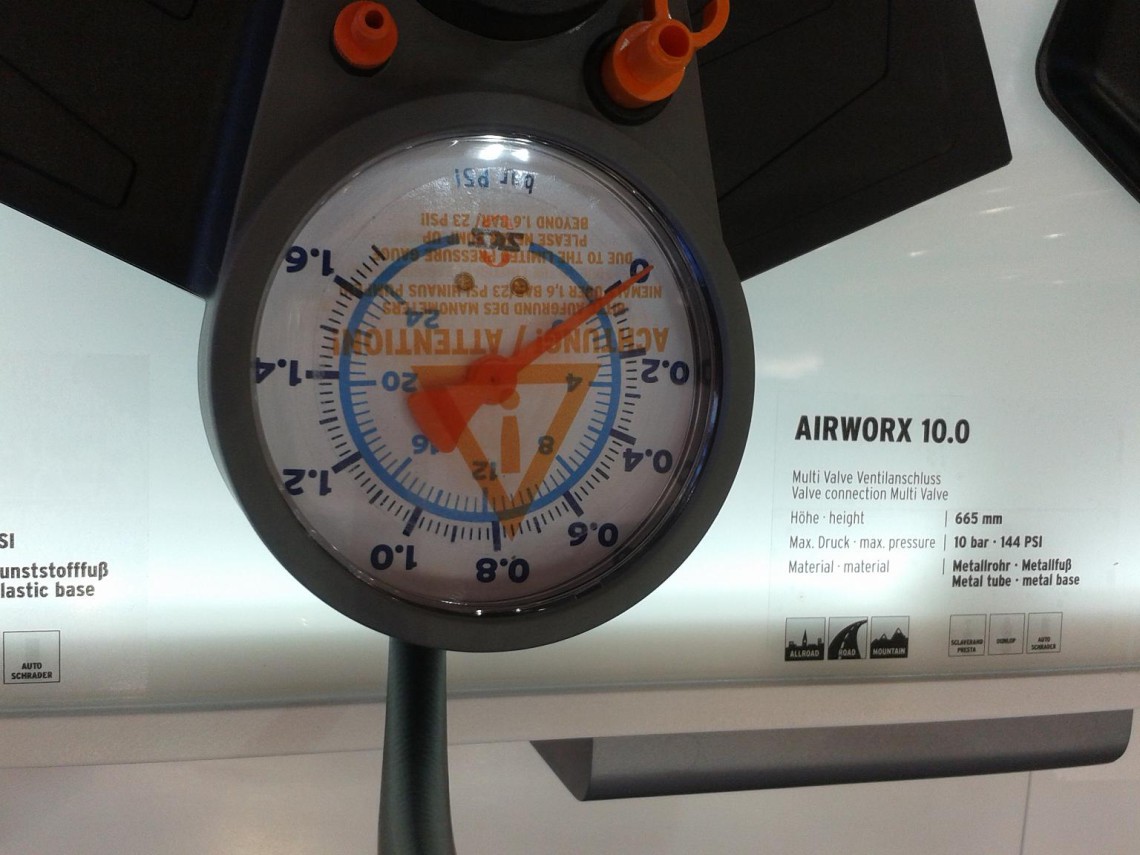 bar PSI
ACHTUNG! / ATTENTION!
NIEMALS ÜBER 1,6 BAR/23 PSI HINAUS PUMPEN
DUE TO THE LIMITED PRESSURE GAUGE
PLEASE NEVER PUMP UP
BEYOND 1.6 BAR/ 23 PSI!
0
0.2
0.4
0.6
0.8
1.0
1.2
1.4
1.6
4
8
12
16
20
24
AIRWORX 10.0
Multi Valve Ventilanschluss
Valve connection Multi Valve
Höhe · height | 665 mm
Max. Druck · max. pressure | 10 bar · 144 PSI
Material · material | Metallrohr · Metallfuß
Metal tube · metal base
ALLROAD
ROAD
MOUNTAIN
SCLAVERAND
PRESTA
DUNLOP
AUTO
SCHRADER
SI
unststofffuß
lastic base
AUTO
SCHRADER